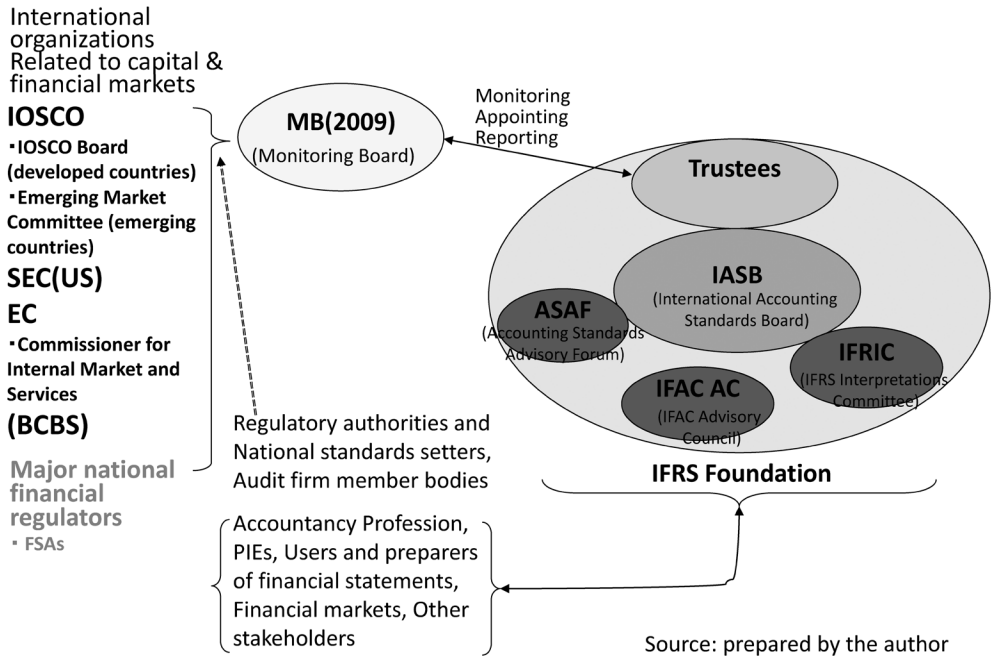 International
organizations
Related to capital &
financial markets
IOSCO
・IOSCO Board
(developed countries)
・Emerging Market
Committee (emerging
countries)
SEC(US)
EC
・Commissioner for
Internal Market and
Services
(BCBS)
Major national
financial
regulators
・ FSAs
MB(2009)
(Monitoring Board)
Monitoring
Appointing
Reporting
Trustees
IASB
(International Accounting
Standards Board)
ASAF
(Accounting Standards
Advisory Forum)
IFRIC
(IFRS Interpretations
Committee)
IFAC AC
(IFAC Advisory
Council)
IFRS Foundation
Regulatory authorities and
National standards setters,
Audit firm member bodies
Accountancy Profession,
PIEs, Users and preparers
of financial statements,
Financial markets, Other
stakeholders
Source: prepared by the author